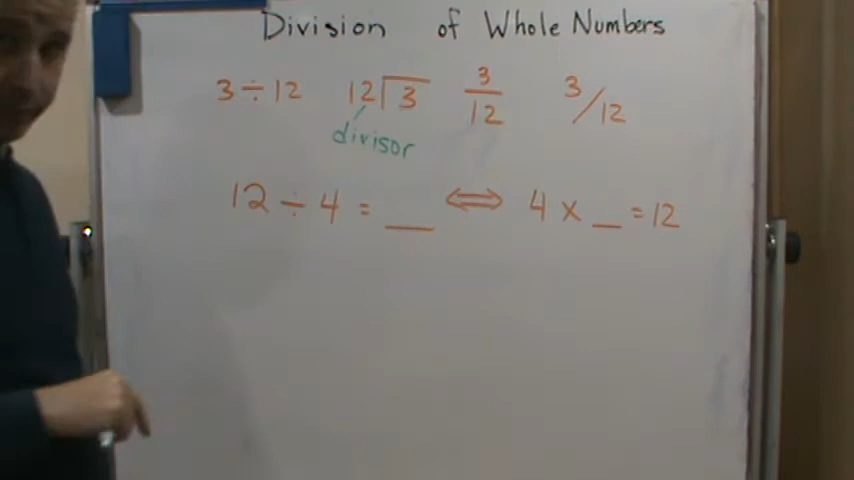 Division of Whole Numbers
3 ÷ 12 12⟌3 3/12 3/12
divisor
12 ÷ 4 = __ ⟺ 4 x __ = 12